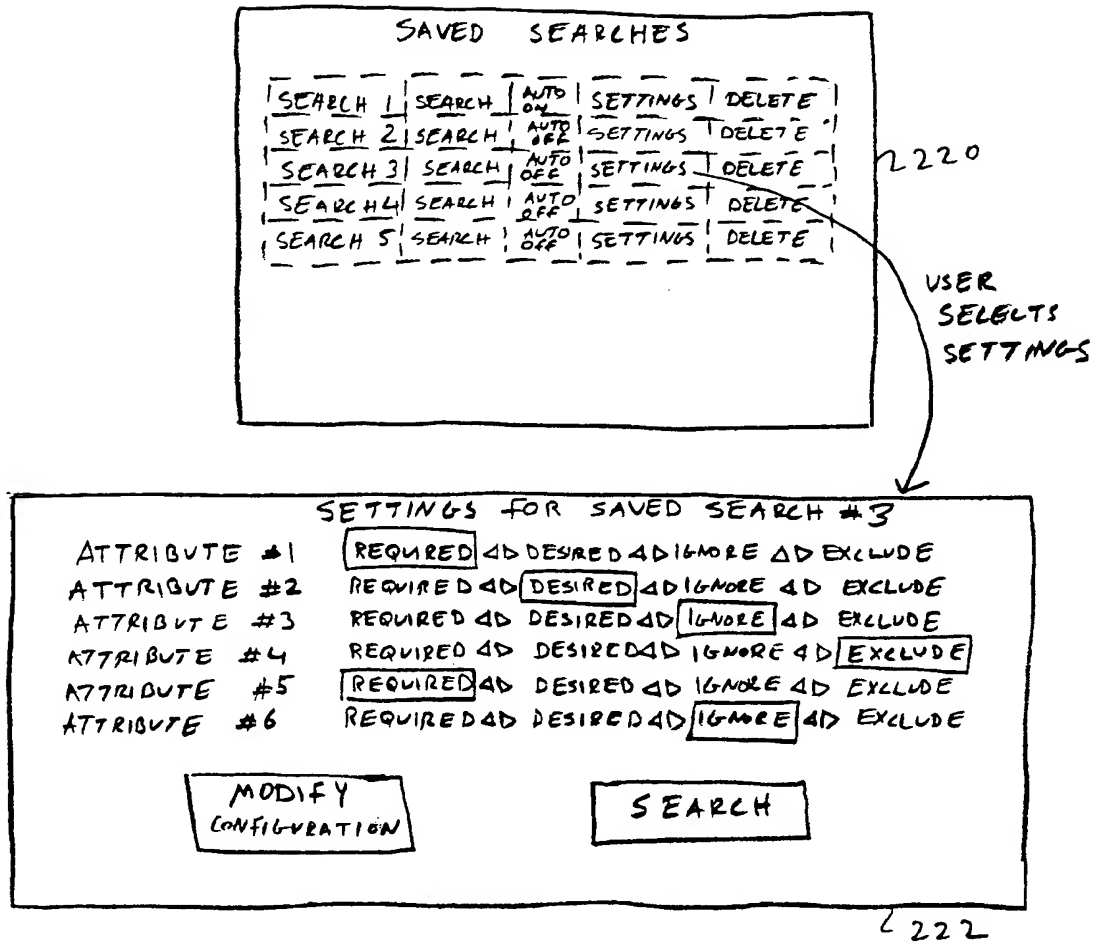 SAVED SEARCHES
SEARCH 1 SEARCH AUTO ON SETTINGS DELETE
SEARCH 2 SEARCH AUTO OFF SETTINGS DELETE
SEARCH 3 SEARCH AUTO OFF SETTINGS DELETE
SEARCH 4 SEARCH AUTO OFF SETTINGS DELETE
SEARCH 5 SEARCH AUTO OFF SETTINGS DELETE
220
USER
SELECTS
SETTINGS
SETTINGS FOR SAVED SEARCH #3
ATTRIBUTE #1 REQUIRED ◁▷ DESIRED ◁▷ IGNORE ◁▷ EXCLUDE
ATTRIBUTE #2 REQUIRED ◁▷ DESIRED ◁▷ IGNORE ◁▷ EXCLUDE
ATTRIBUTE #3 REQUIRED ◁▷ DESIRED ◁▷ IGNORE ◁▷ EXCLUDE
ATTRIBUTE #4 REQUIRED ◁▷ DESIRED ◁▷ IGNORE ◁▷ EXCLUDE
ATTRIBUTE #5 REQUIRED ◁▷ DESIRED ◁▷ IGNORE ◁▷ EXCLUDE
ATTRIBUTE #6 REQUIRED ◁▷ DESIRED ◁▷ IGNORE ◁▷ EXCLUDE
MODIFY
CONFIGURATION
SEARCH
222